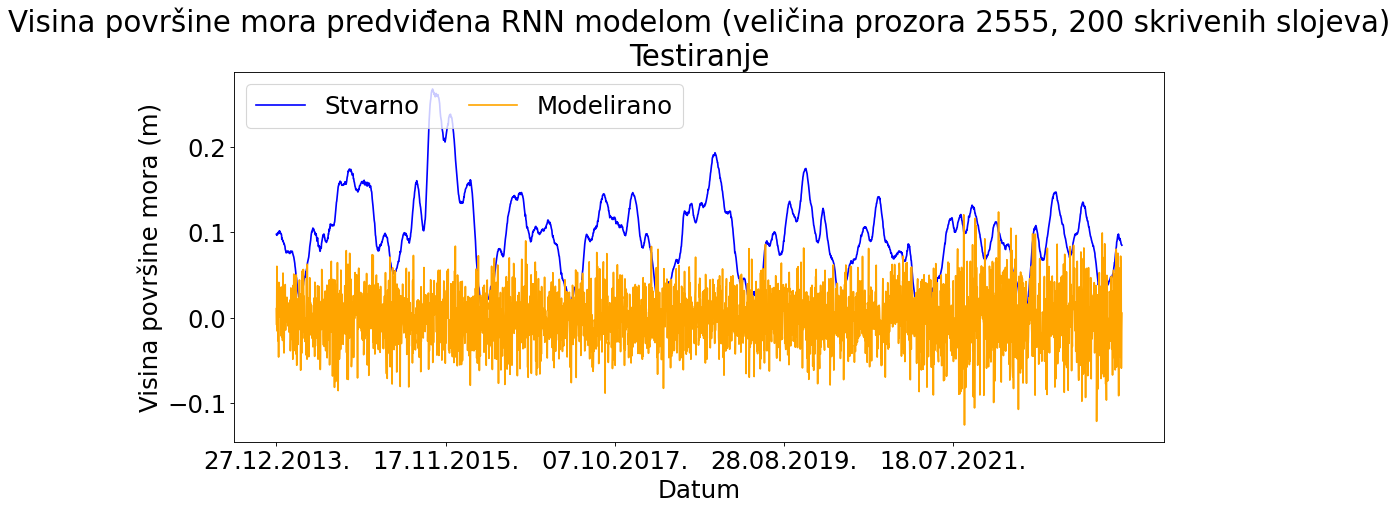 Visina površine mora predviđena RNN modelom (veličina prozora 2555, 200 skrivenih slojeva)
Testiranje
Stvarno Modelirano
Visina površine mora (m)
0.2
0.1
0.0
−0.1
27.12.2013. 17.11.2015. 07.10.2017. 28.08.2019. 18.07.2021.
Datum